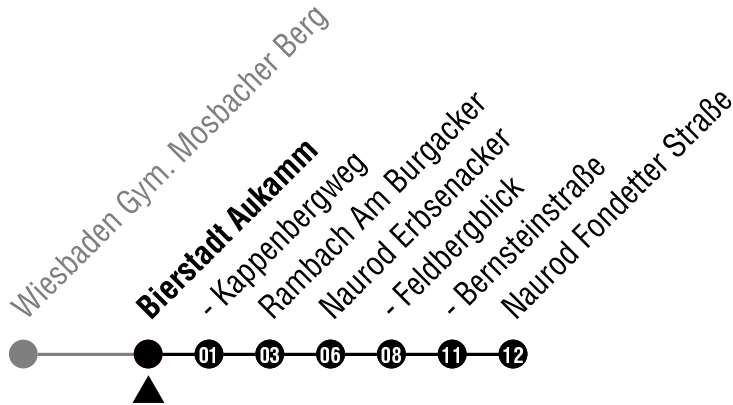 Wiesbaden Gym. Mosbacher Berg
Bierstadt Aukamm
- Kappenbergweg
Rambach Am Burgacker
Naurod Erbsenacker
- Feldbergblick
- Bernsteinstraße
Naurod Fondetter Straße
01 03 06 08 11 12